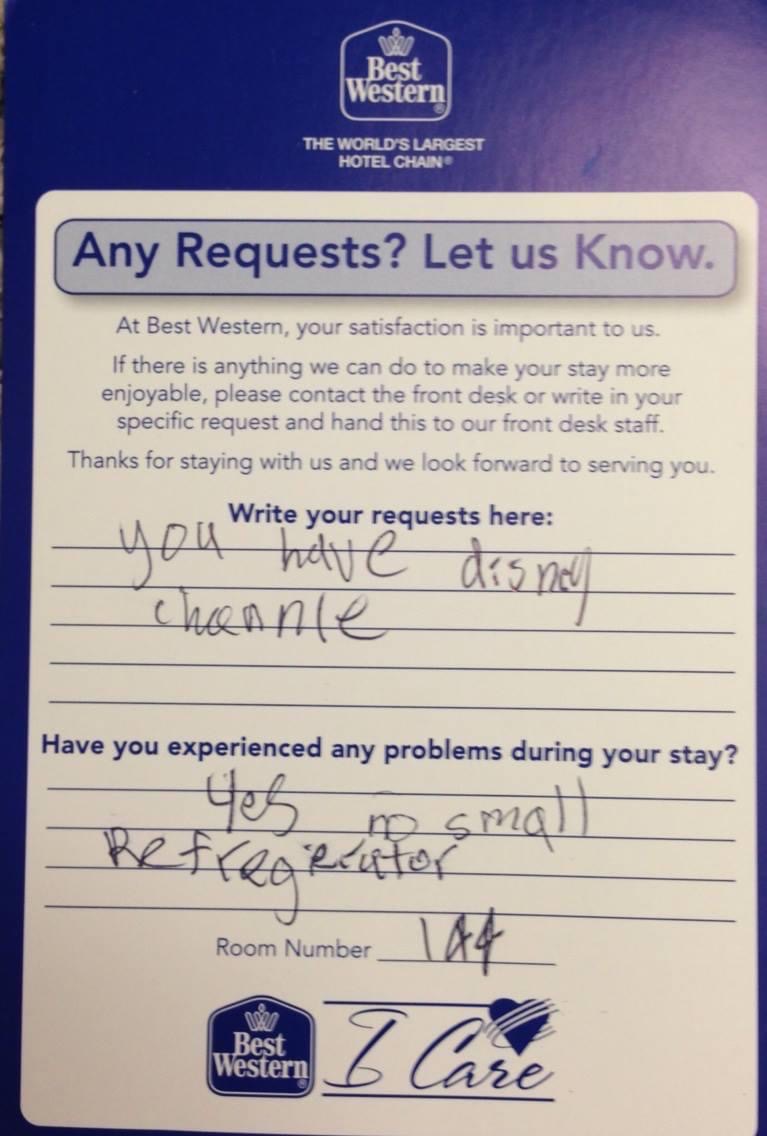 Best
Western®
THE WORLD'S LARGEST
HOTEL CHAIN®
Any Requests? Let us Know.
At Best Western, your satisfaction is important to us.
If there is anything we can do to make your stay more
enjoyable, please contact the front desk or write in your
specific request and hand this to our front desk staff.
Thanks for staying with us and we look forward to serving you.
Write your requests here:
you have disney
channle
Have you experienced any problems during your stay?
Yes no small
Refregerator
Room Number 144
Best
Western®
I Care